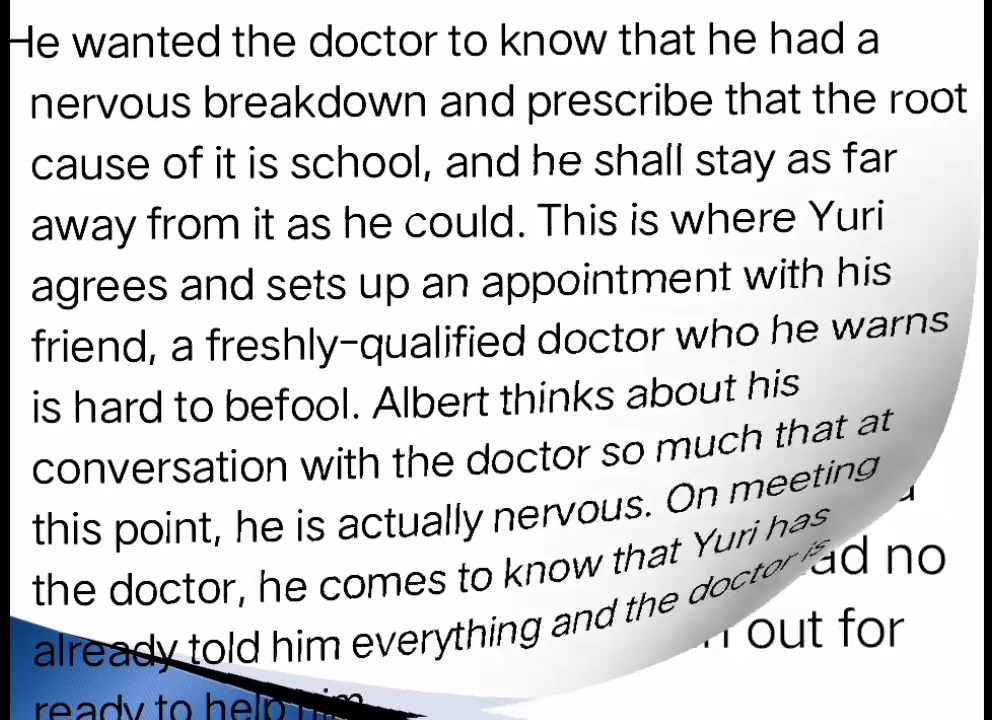 He wanted the doctor to know that he had a
nervous breakdown and prescribe that the root
cause of it is school, and he shall stay as far
away from it as he could. This is where Yuri
agrees and sets up an appointment with his
friend, a freshly-qualified doctor who he warns
is hard to befool. Albert thinks about his
conversation with the doctor so much that at
this point, he is actually nervous. On meeting
the doctor, he comes to know that Yuri has
already told him everything and the doctor is
ready to help him
no
out for